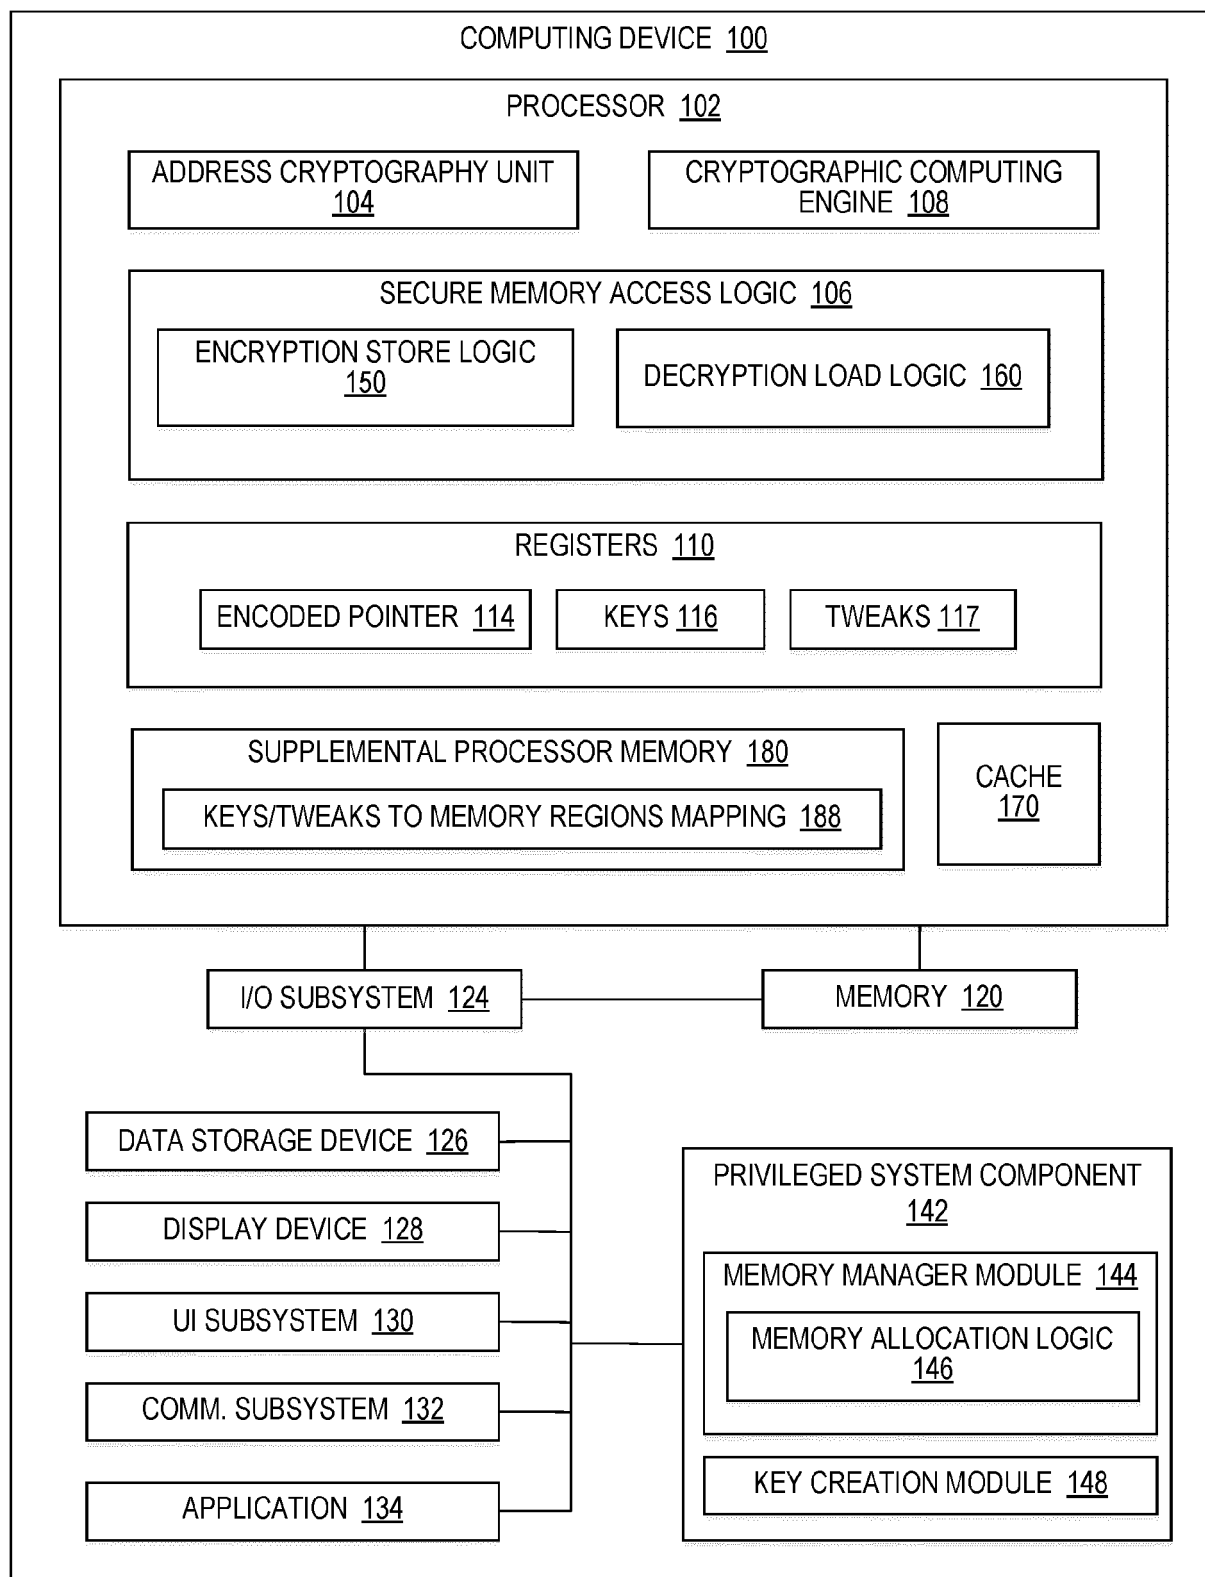 COMPUTING DEVICE 100
PROCESSOR 102
ADDRESS CRYPTOGRAPHY UNIT
104
CRYPTOGRAPHIC COMPUTING
ENGINE 108
SECURE MEMORY ACCESS LOGIC 106
ENCRYPTION STORE LOGIC
150
DECRYPTION LOAD LOGIC 160
REGISTERS 110
ENCODED POINTER 114
KEYS 116
TWEAKS 117
SUPPLEMENTAL PROCESSOR MEMORY 180
KEYS/TWEAKS TO MEMORY REGIONS MAPPING 188
CACHE
170
I/O SUBSYSTEM 124
MEMORY 120
DATA STORAGE DEVICE 126
DISPLAY DEVICE 128
UI SUBSYSTEM 130
COMM. SUBSYSTEM 132
APPLICATION 134
PRIVILEGED SYSTEM COMPONENT
142
MEMORY MANAGER MODULE 144
MEMORY ALLOCATION LOGIC
146
KEY CREATION MODULE 148